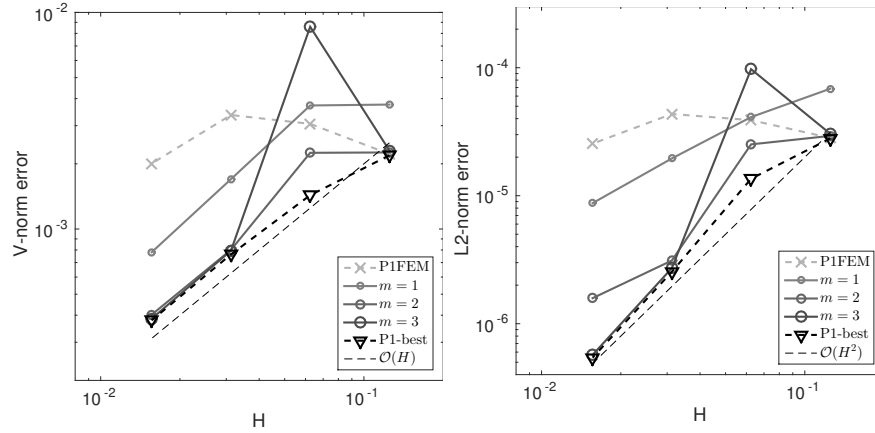 10⁻²
10⁻³
V-norm error
10⁻²
10⁻¹
H
P1FEM
m = 1
m = 2
m = 3
P1-best
𝒪(H)
10⁻⁴
10⁻⁵
10⁻⁶
L2-norm error
10⁻²
10⁻¹
H
P1FEM
m = 1
m = 2
m = 3
P1-best
𝒪(H²)